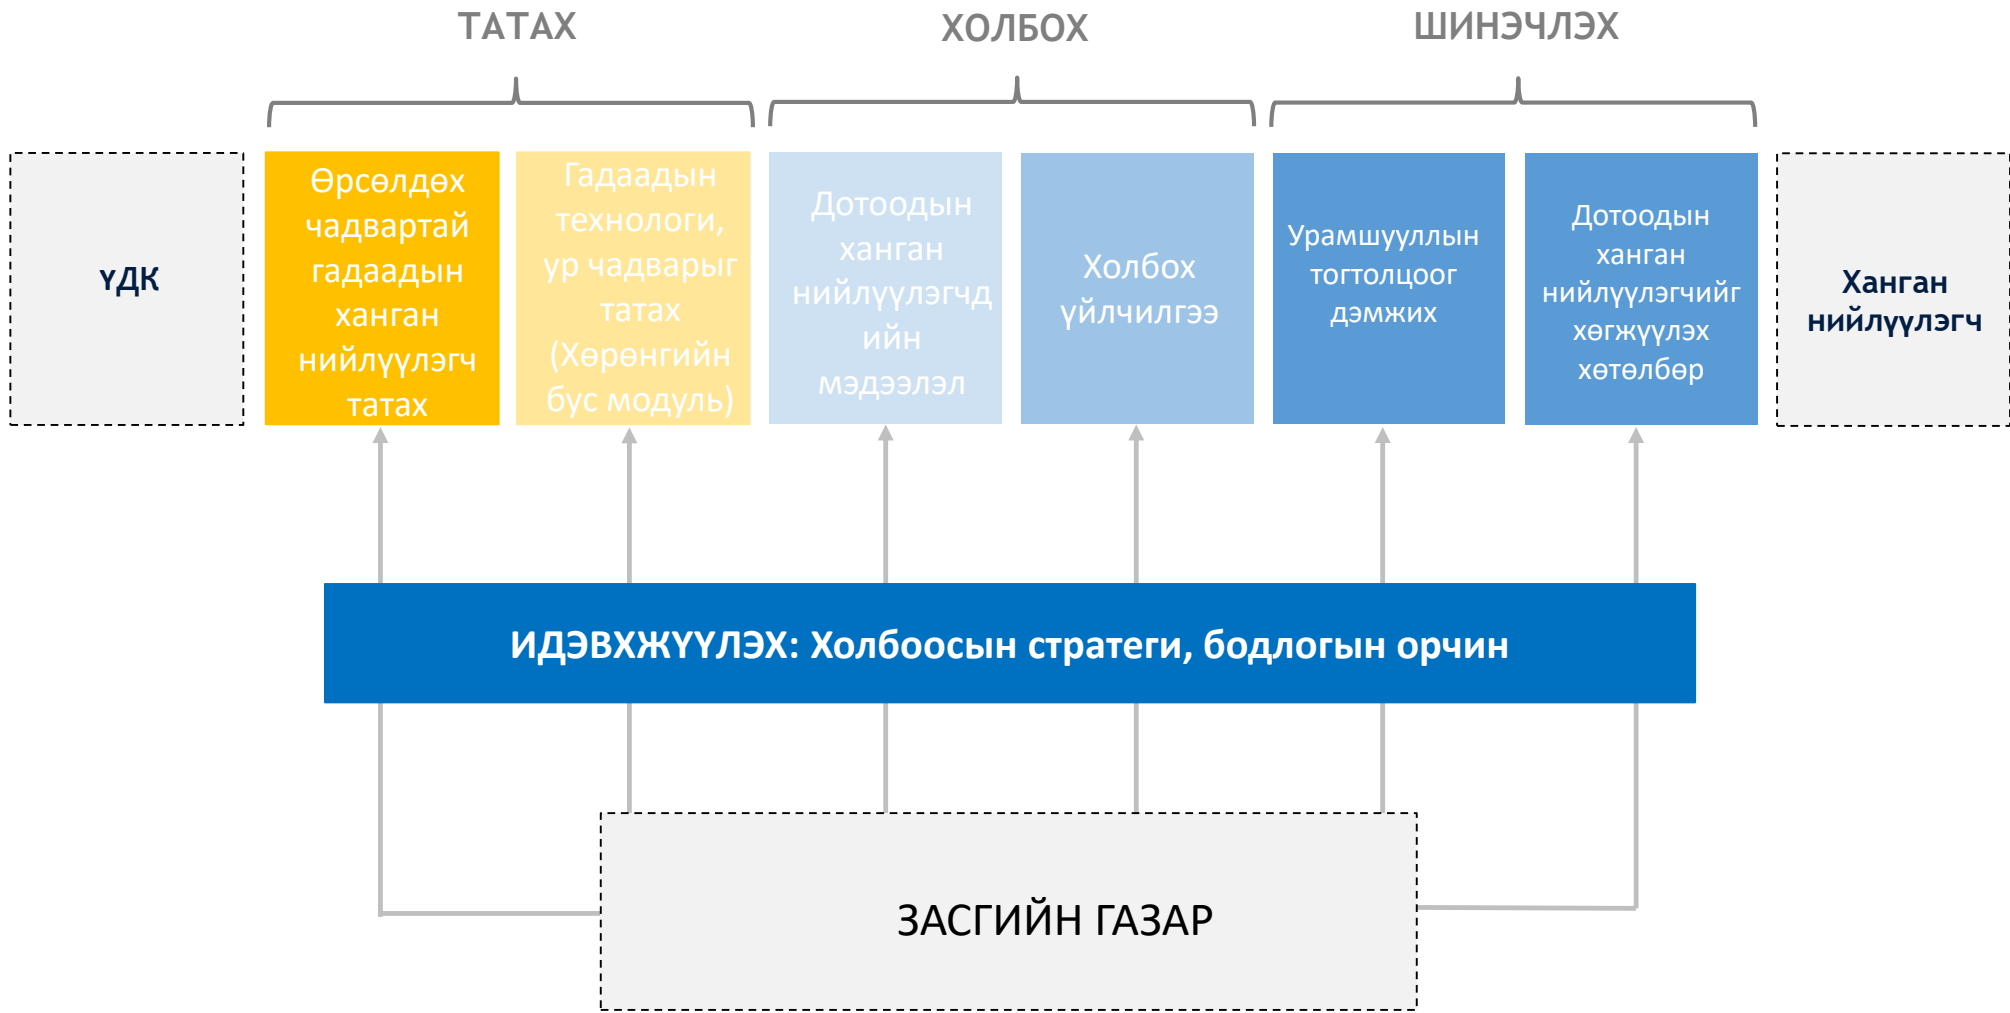 ТАТАХ
ХОЛБОХ
ШИНЭЧЛЭХ
ҮДК
Өрсөлдөх
чадвартай
гадаадын
ханган
нийлүүлэгч
татах
Гадаадын
технологи,
ур чадварыг
татах
(Хөрөнгийн
бус модуль)
Дотоодын
ханган
нийлүүлэгчд
ийн
мэдээлэл
Холбох
үйлчилгээ
Урамшууллын
тогтолцоог
дэмжих
Дотоодын
ханган
нийлүүлэгчийг
хөгжүүлэх
хөтөлбөр
Ханган
нийлүүлэгч
ИДЭВХЖҮҮЛЭХ: Холбоосын стратеги, бодлогын орчин
ЗАСГИЙН ГАЗАР